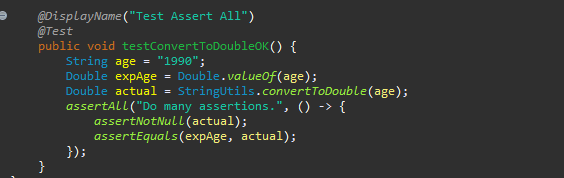 @DisplayName("Test Assert All")
@Test
public void testConvertToDoubleOK() {
String age = "1990";
Double expAge = Double.valueOf(age);
Double actual = StringUtils.convertToDouble(age);
assertAll("Do many assertions.", () -> {
assertNotNull(actual);
assertEquals(expAge, actual);
});
}